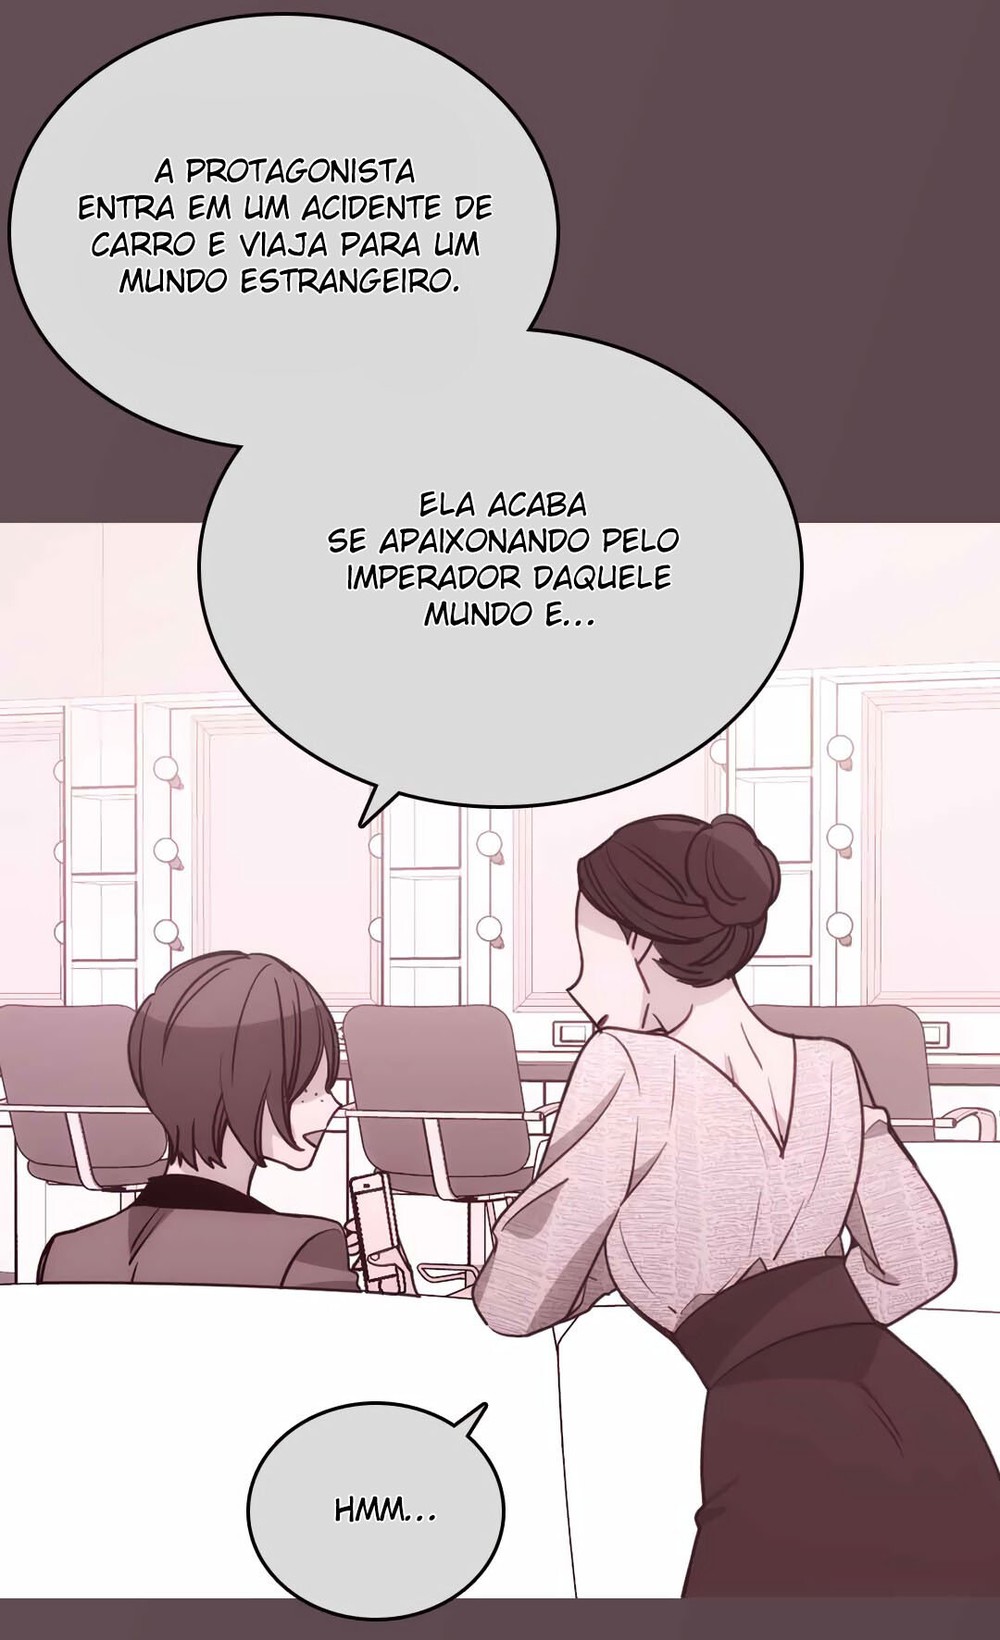 A PROTAGONISTA
ENTRA EM UM ACIDENTE DE
CARRO E VIAJA PARA UM
MUNDO ESTRANGEIRO.
ELA ACABA
SE APAIXONANDO PELO
IMPERADOR DAQUELE
MUNDO E...
HMM...